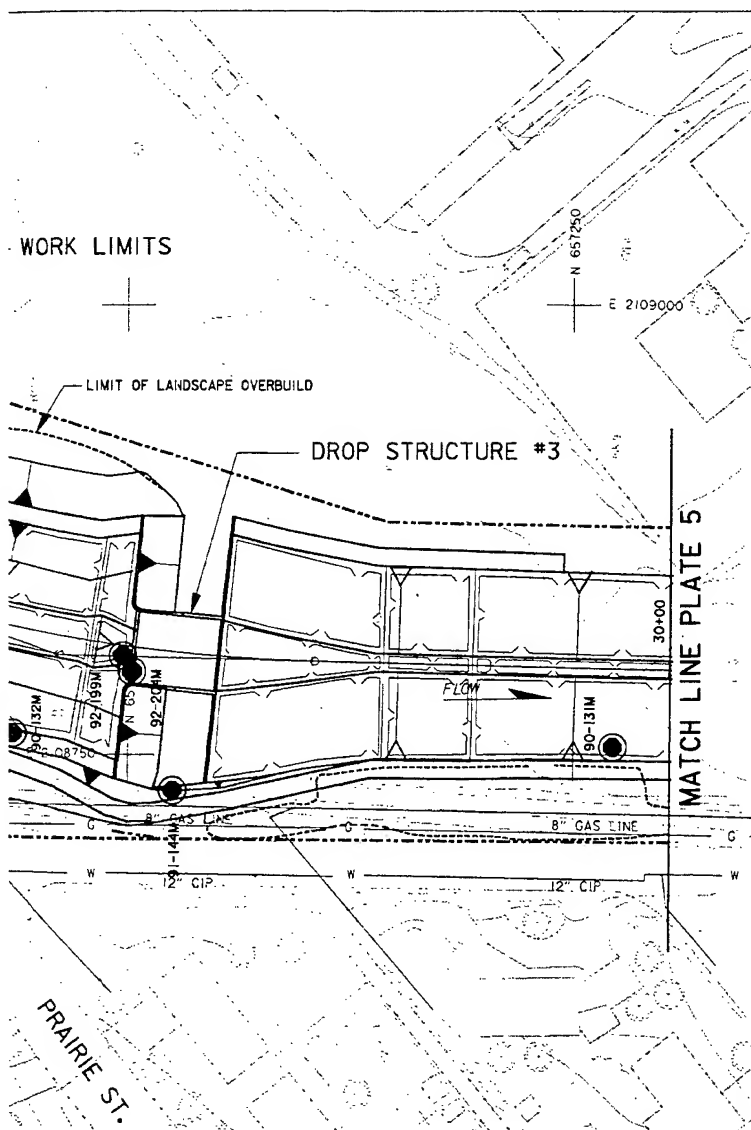 WORK LIMITS
N 657250
E 2109000
LIMIT OF LANDSCAPE OVERBUILD
DROP STRUCTURE #3
MATCH LINE PLATE 5
30+00
FLOW
90-132M
92-199M
N 65
92-204M
90-131M
08750
91-144M
8" GAS LINE
G
8" GAS LINE
G
G
W
12" CIP
W
12" CIP
W
PRAIRIE ST.